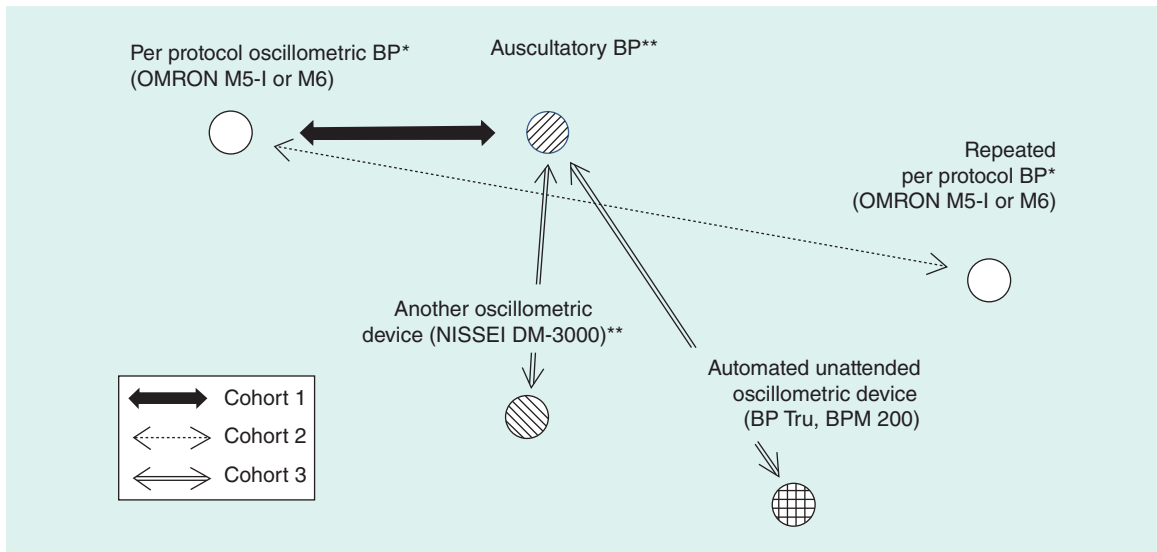 Per protocol oscillometric BP*
(OMRON M5-I or M6)
Auscultatory BP**
Repeated
per protocol BP*
(OMRON M5-I or M6)
Another oscillometric
device (NISSEI DM-3000)**
Automated unattended
oscillometric device
(BP Tru, BPM 200)
Cohort 1
Cohort 2
Cohort 3